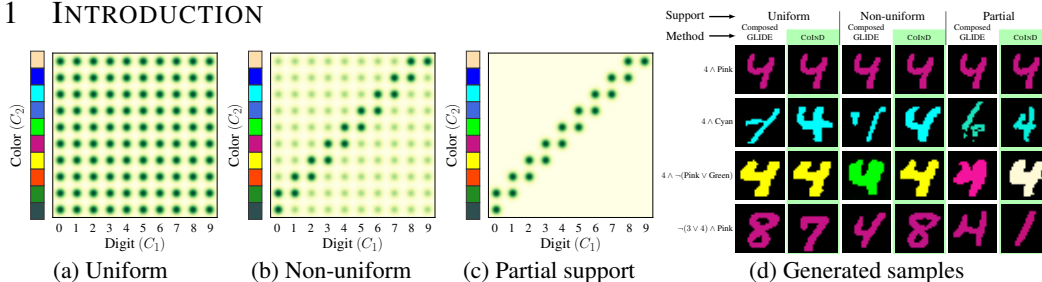 1 INTRODUCTION
Color (C2)
0 1 2 3 4 5 6 7 8 9
Digit (C1)
(a) Uniform
Color (C2)
0 1 2 3 4 5 6 7 8 9
Digit (C1)
(b) Non-uniform
Color (C2)
0 1 2 3 4 5 6 7 8 9
Digit (C1)
(c) Partial support
Support Uniform Non-uniform Partial
Method Composed GLIDE COIND Composed GLIDE COIND Composed GLIDE COIND
4 ∧ Pink
4 ∧ Cyan
4 ∧ ¬(Pink ∨ Green)
¬(3 ∨ 4) ∧ Pink
(d) Generated samples